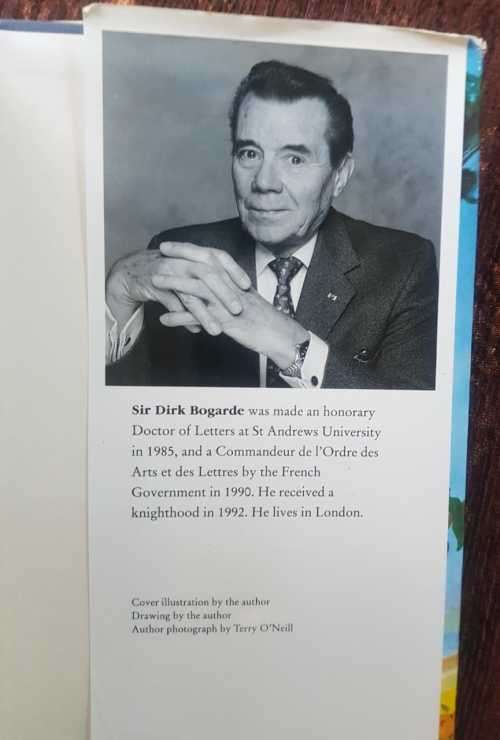 Sir Dirk Bogarde was made an honorary
Doctor of Letters at St Andrews University
in 1985, and a Commandeur de l'Ordre des
Arts et des Lettres by the French
Government in 1990. He received a
knighthood in 1992. He lives in London.
Cover illustration by the author
Drawing by the author
Author photograph by Terry O'Neill